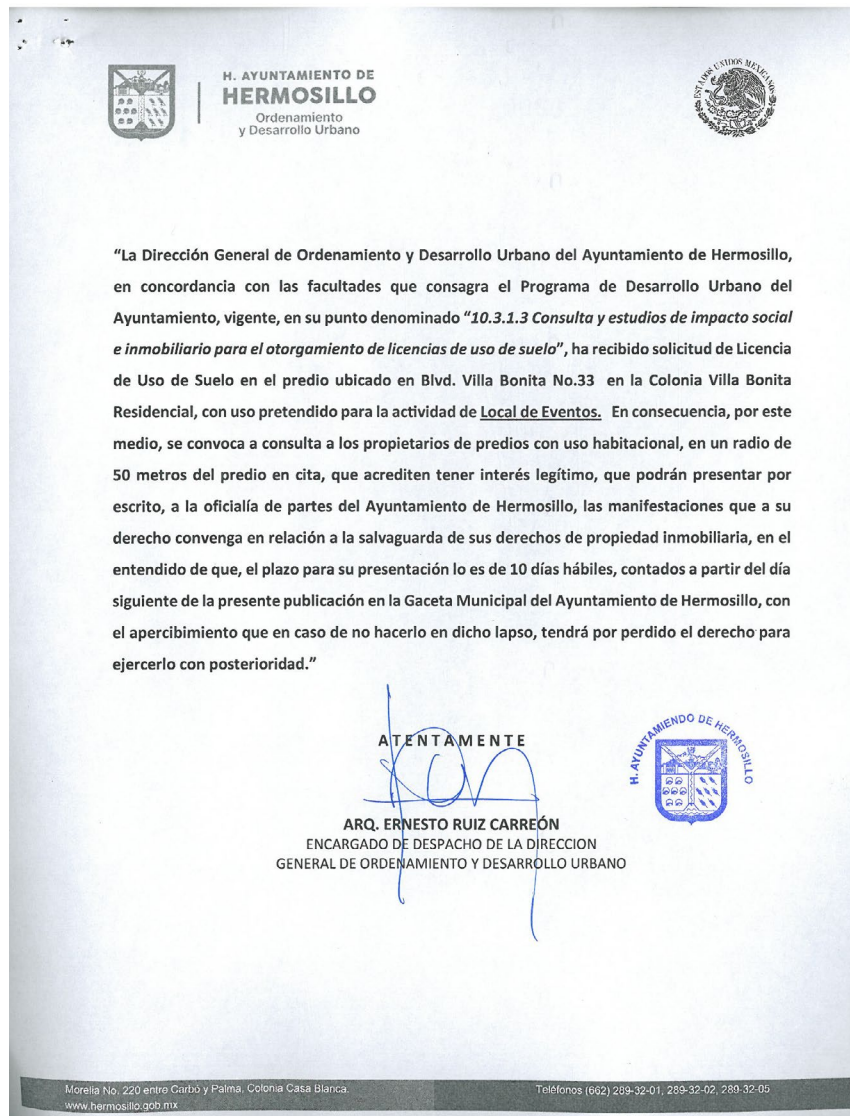 H. AYUNTAMIENTO DE
HERMOSILLO
Ordenamiento
y Desarrollo Urbano
ESTADOS UNIDOS MEXICANOS
“La Dirección General de Ordenamiento y Desarrollo Urbano del Ayuntamiento de Hermosillo,
en concordancia con las facultades que consagra el Programa de Desarrollo Urbano del
Ayuntamiento, vigente, en su punto denominado “10.3.1.3 Consulta y estudios de impacto social
e inmobiliario para el otorgamiento de licencias de uso de suelo”, ha recibido solicitud de Licencia
de Uso de Suelo en el predio ubicado en Blvd. Villa Bonita No.33 en la Colonia Villa Bonita
Residencial, con uso pretendido para la actividad de Local de Eventos. En consecuencia, por este
medio, se convoca a consulta a los propietarios de predios con uso habitacional, en un radio de
50 metros del predio en cita, que acrediten tener interés legítimo, que podrán presentar por
escrito, a la oficialía de partes del Ayuntamiento de Hermosillo, las manifestaciones que a su
derecho convenga en relación a la salvaguarda de sus derechos de propiedad inmobiliaria, en el
entendido de que, el plazo para su presentación lo es de 10 días hábiles, contados a partir del día
siguiente de la presente publicación en la Gaceta Municipal del Ayuntamiento de Hermosillo, con
el apercibimiento que en caso de no hacerlo en dicho lapso, tendrá por perdido el derecho para
ejercerlo con posterioridad.”
ATENTAMENTE
H. AYUNTAMIENDO DE HERMOSILLO
ARQ. ERNESTO RUIZ CARREÓN
ENCARGADO DE DESPACHO DE LA DIRECCION
GENERAL DE ORDENAMIENTO Y DESARROLLO URBANO
Morelia No. 220 entre Carbó y Palma. Colonia Casa Blanca.
Teléfonos (662) 289-32-01, 289-32-02, 289-32-05
www.hermosillo.gob.mx